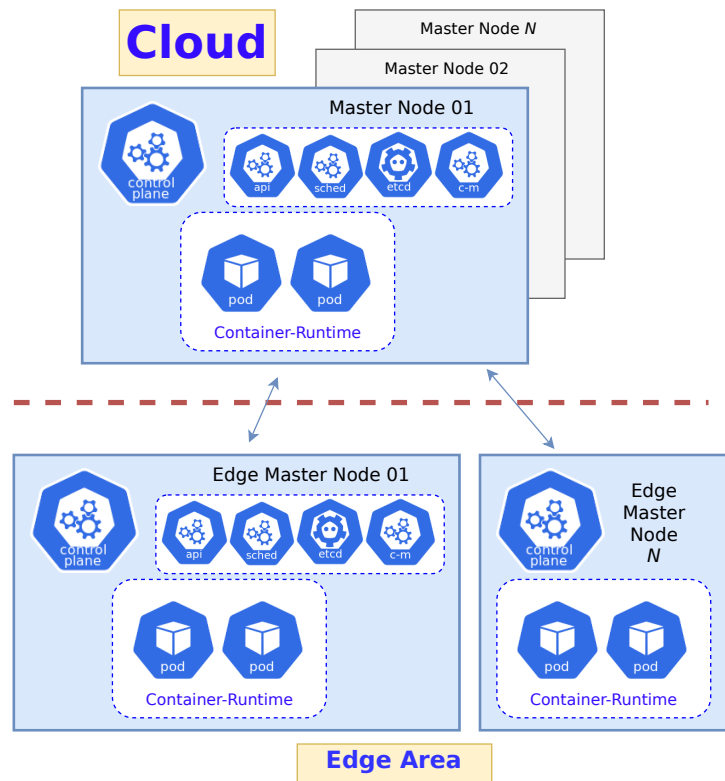 Cloud
Master Node N
Master Node 02
Master Node 01
control
plane
api
sched
etcd
c-m
pod
pod
Container-Runtime
Edge Master Node 01
control
plane
api
sched
etcd
c-m
pod
pod
Container-Runtime
Edge
Master
Node
N
control
plane
pod
pod
Container-Runtime
Edge Area